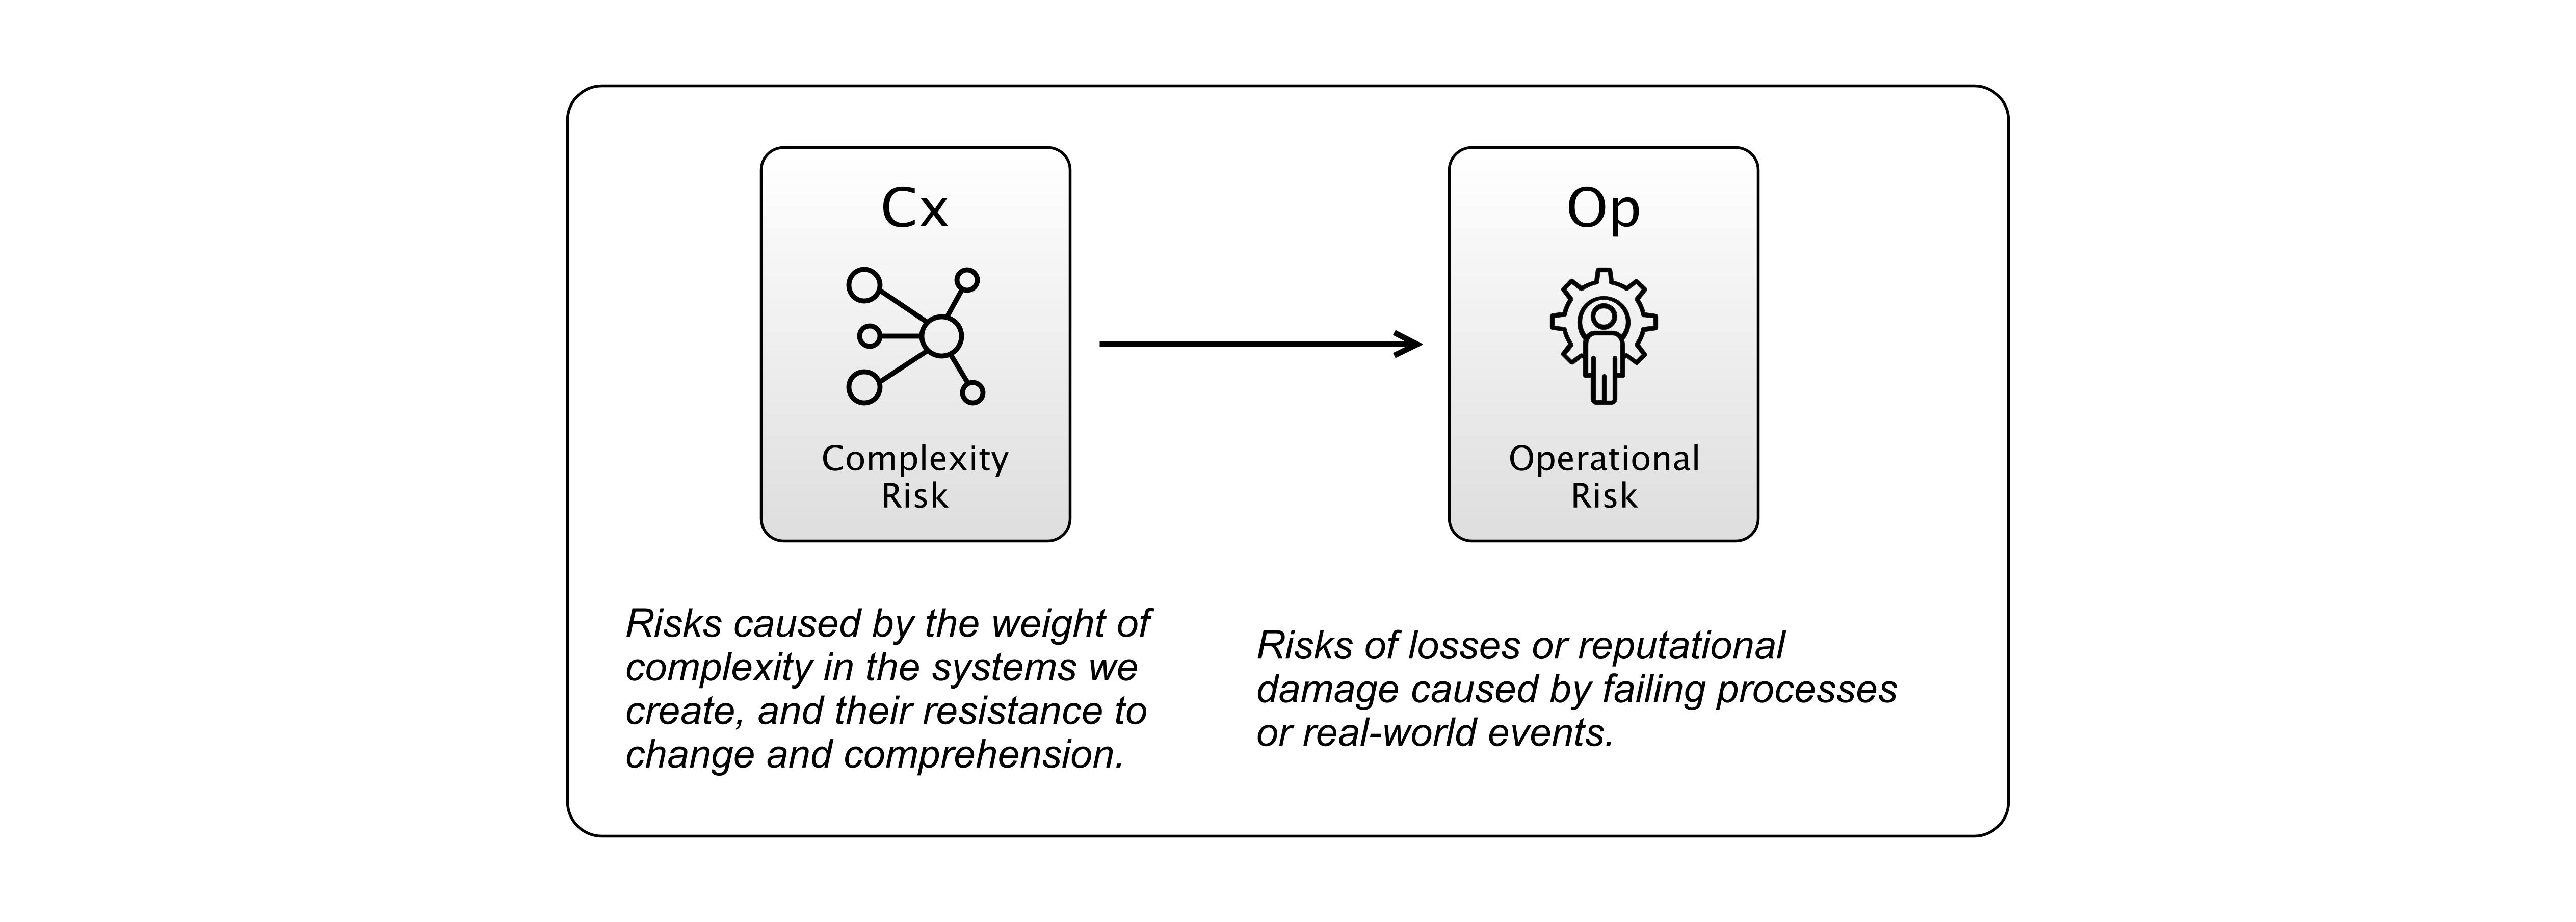 Cx
Complexity
Risk
Risks caused by the weight of
complexity in the systems we
create, and their resistance to
change and comprehension.
Op
Operational
Risk
Risks of losses or reputational
damage caused by failing processes
or real-world events.